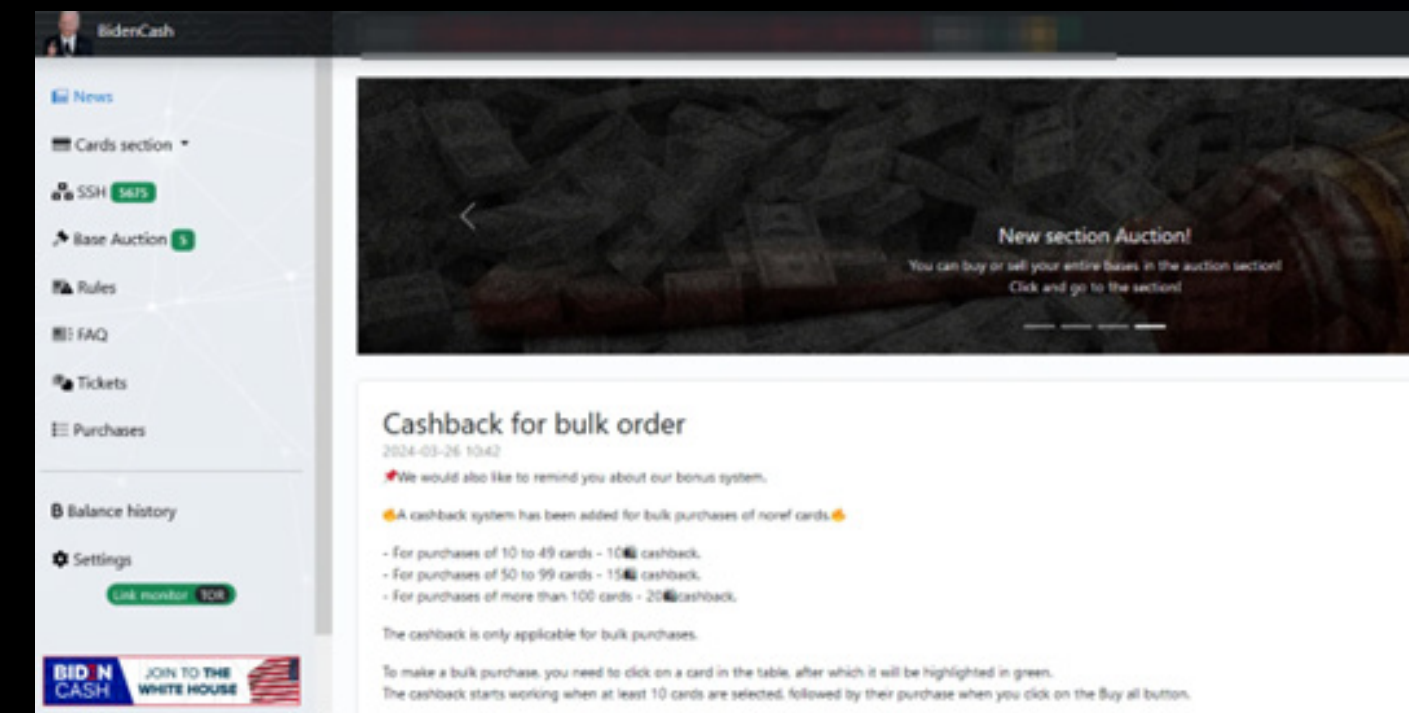 BidenCash
News
Cards section
SSH 5675
Base Auction 5
Rules
FAQ
Tickets
Purchases
Balance history
Settings
Link monitor TOR
BIDEN CASH
JOIN TO THE WHITE HOUSE
New section Auction!
You can buy or sell your entire bases in the auction section!
Click and go to the section!
Cashback for bulk order
2024-03-26 10:42
📌We would also like to remind you about our bonus system.
🔥A cashback system has been added for bulk purchases of noref cards.🔥
- For purchases of 10 to 49 cards - 10 cashback.
- For purchases of 50 to 99 cards - 15 cashback.
- For purchases of more than 100 cards - 20 cashback.
The cashback is only applicable for bulk purchases.
To make a bulk purchase, you need to click on a card in the table, after which it will be highlighted in green.
The cashback starts working when at least 10 cards are selected, followed by their purchase when you click on the Buy all button.